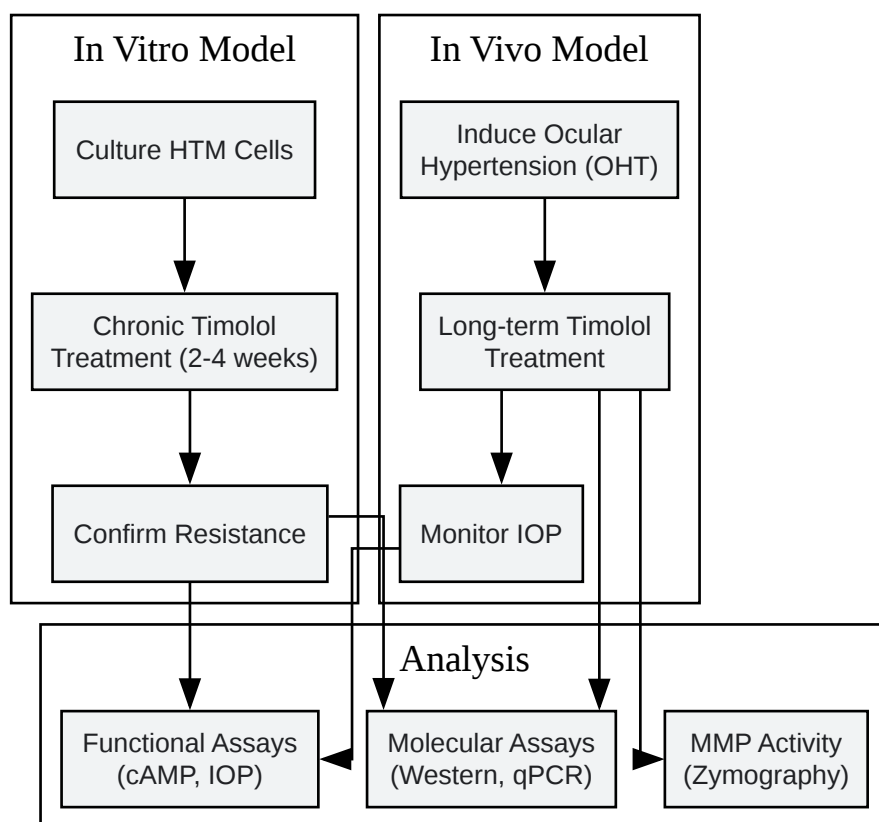 In Vitro Model
Culture HTM Cells
Chronic Timolol
Treatment (2-4 weeks)
Confirm Resistance
In Vivo Model
Induce Ocular
Hypertension (OHT)
Long-term Timolol
Treatment
Monitor IOP
Analysis
Functional Assays
(cAMP, IOP)
Molecular Assays
(Western, qPCR)
MMP Activity
(Zymography)